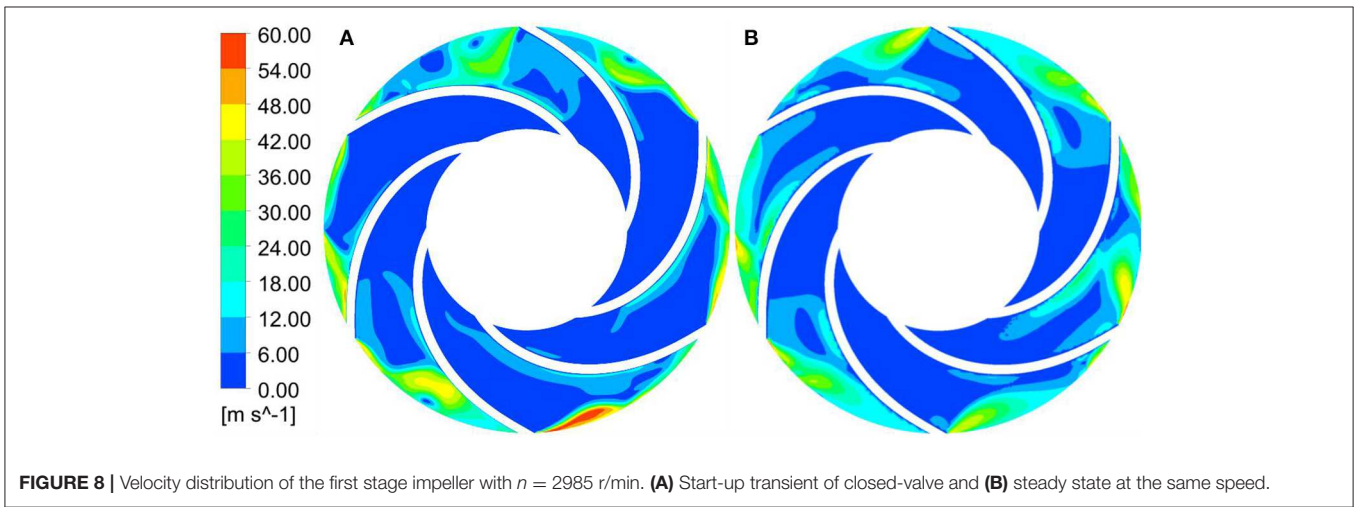 60.00
54.00
48.00
42.00
36.00
30.00
24.00
18.00
12.00
6.00
0.00
[m s^-1]
A
B
FIGURE 8 | Velocity distribution of the first stage impeller with n = 2985 r/min. (A) Start-up transient of closed-valve and (B) steady state at the same speed.